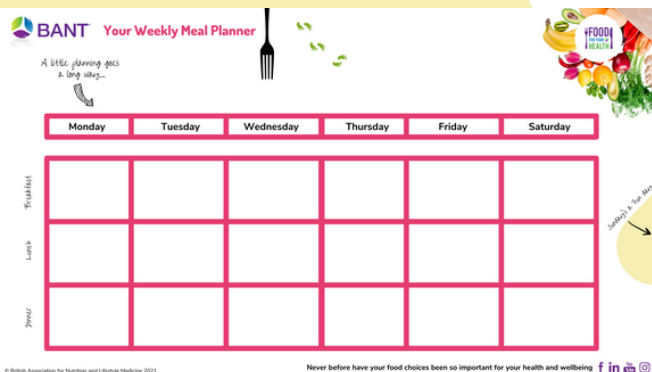 BANT
Your Weekly Meal Planner
A little planning goes
a long way...
FOOD
FOR YOUR
HEALTH
Monday Tuesday Wednesday Thursday Friday Saturday
Breakfast
Lunch
Dinner
Sunday's a
© British Association for Nutrition and Lifestyle Medicine 2021
Never before have your food choices been so important for your health and wellbeing